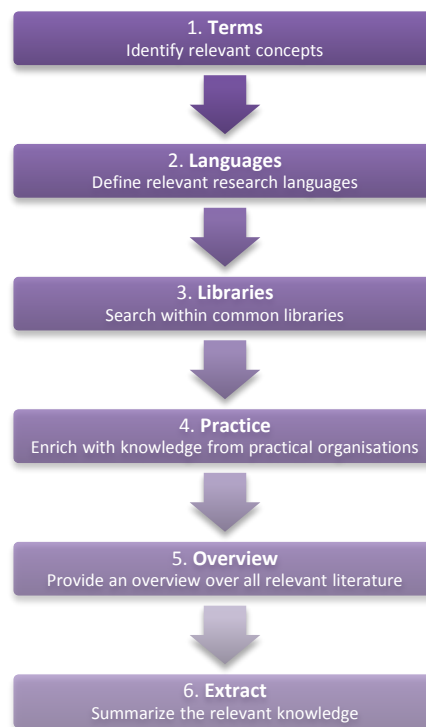 1. Terms
Identify relevant concepts
2. Languages
Define relevant research languages
3. Libraries
Search within common libraries
4. Practice
Enrich with knowledge from practical organisations
5. Overview
Provide an overview over all relevant literature
6. Extract
Summarize the relevant knowledge